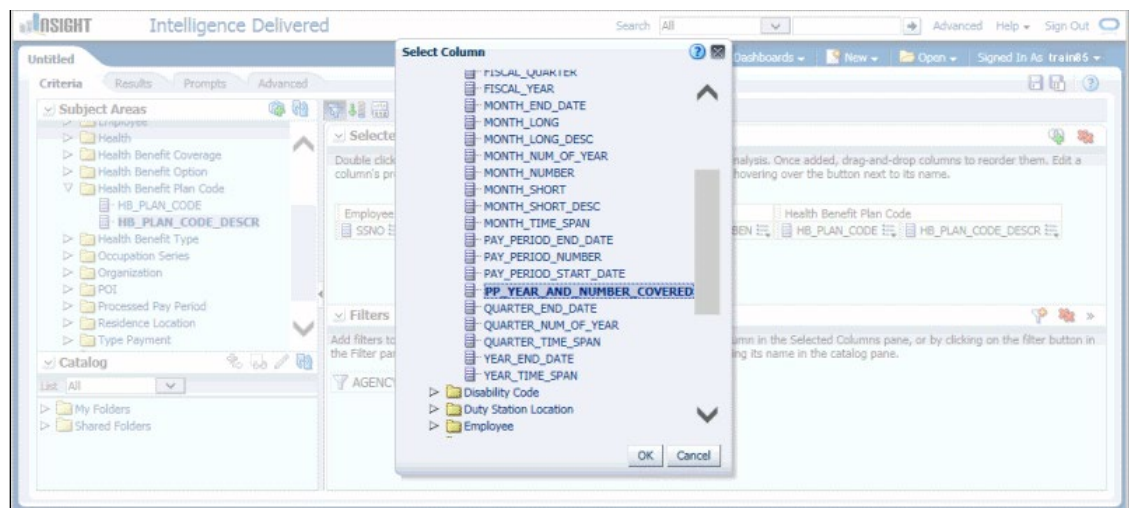 INSIGHT Intelligence Delivered Search All Advanced Help Sign Out
Untitled Dashboards New Open Signed In As train05
Criteria Results Prompts Advanced
Subject Areas
Employee
Health
Health Benefit Coverage
Health Benefit Option
Health Benefit Plan Code
HB_PLAN_CODE
HB_PLAN_CODE_DESCR
Health Benefit Type
Occupation Series
Organization
POI
Processed Pay Period
Residence Location
Type Payment
Catalog
List All
My Folders
Shared Folders
Selecte
Double click nalysis. Once added, drag-and-drop columns to reorder them. Edit a
column's pr hovering over the button next to its name.
Employee Health Benefit Plan Code
SSNO BEN HB_PLAN_CODE HB_PLAN_CODE_DESCR
Filters
Add filters to umn in the Selected Columns pane, or by clicking on the filter button in
the Filter pa ing its name in the catalog pane.
AGENCY
Select Column
FISCAL_QUARTER
FISCAL_YEAR
MONTH_END_DATE
MONTH_LONG
MONTH_LONG_DESC
MONTH_NUM_OF_YEAR
MONTH_NUMBER
MONTH_SHORT
MONTH_SHORT_DESC
MONTH_TIME_SPAN
PAY_PERIOD_END_DATE
PAY_PERIOD_NUMBER
PAY_PERIOD_START_DATE
PP_YEAR_AND_NUMBER_COVERED
QUARTER_END_DATE
QUARTER_NUM_OF_YEAR
QUARTER_TIME_SPAN
YEAR_END_DATE
YEAR_TIME_SPAN
Disability Code
Duty Station Location
Employee
OK Cancel